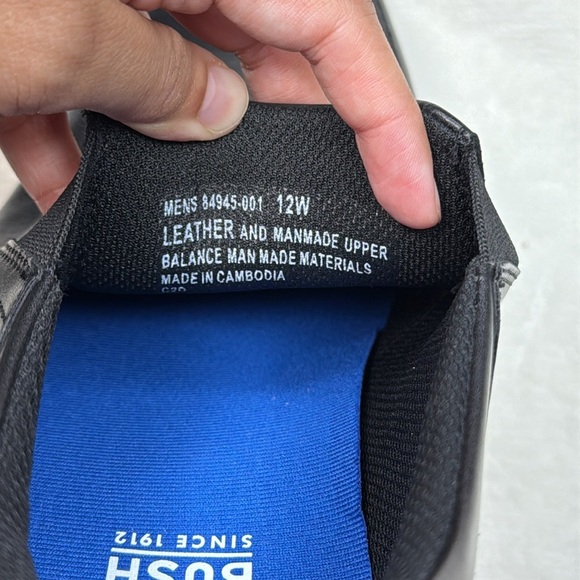 MENS 84945-001 12W
LEATHER AND MANMADE UPPER
BALANCE MAN MADE MATERIALS
MADE IN CAMBODIA
BUSH
SINCE 1912